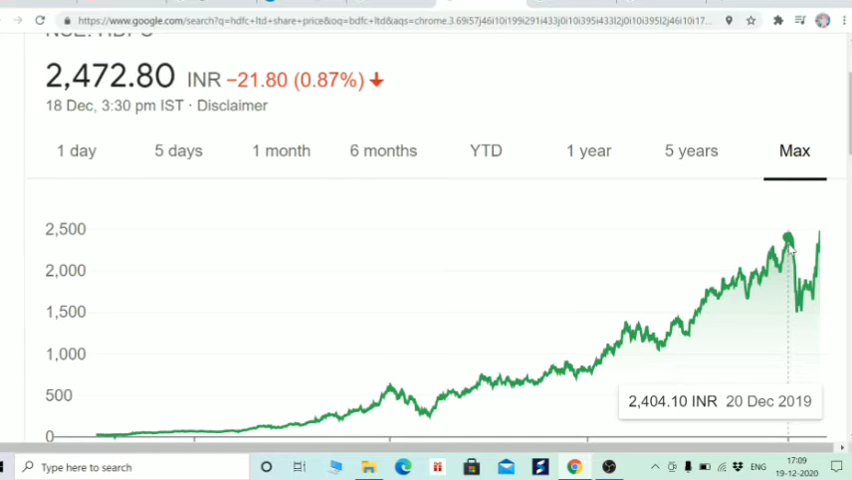 https://www.google.com/search?q=hdfc+ltd+share+price&oq=bdfc+ltd&aqs=chrome.3.69i57j46i10i199i291i433j0i10i395i433l2j0i10i395l2j46i10i17...
NSE: HDFC
2,472.80 INR −21.80 (0.87%)
18 Dec, 3:30 pm IST · Disclaimer
1 day 5 days 1 month 6 months YTD 1 year 5 years Max
2,500
2,000
1,500
1,000
500
0
2,404.10 INR 20 Dec 2019
Type here to search
ENG
17:09
19-12-2020